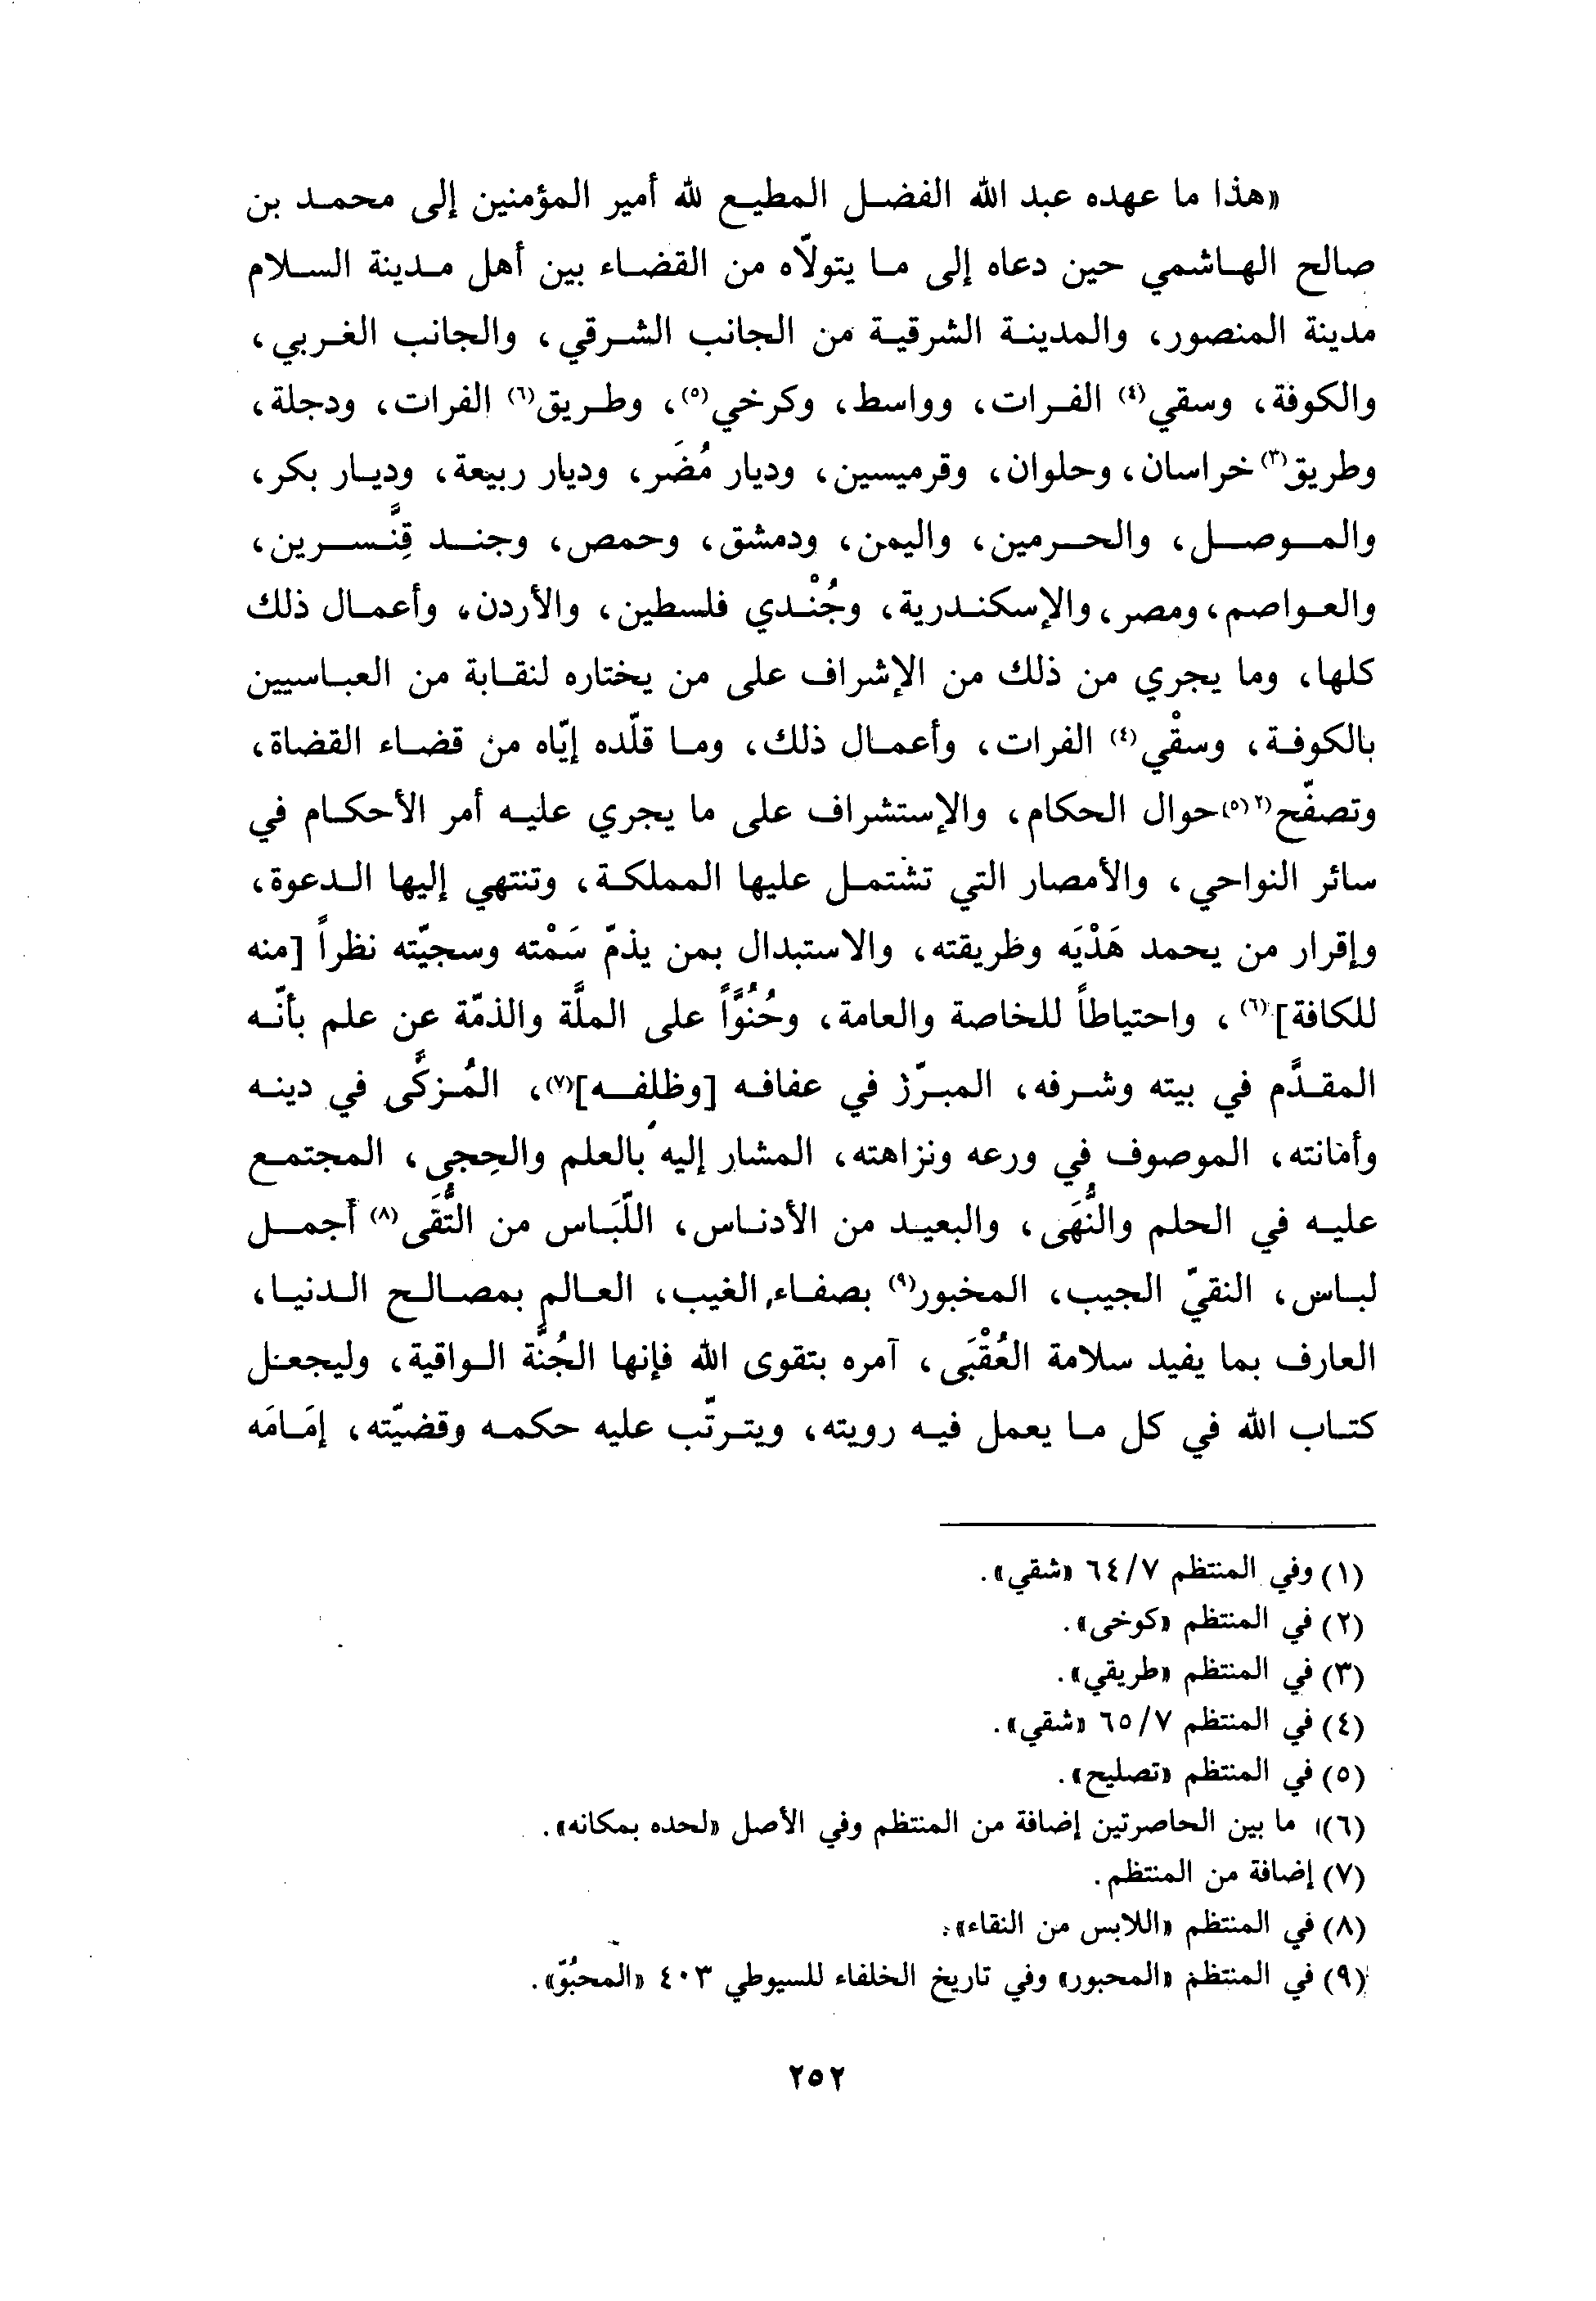 «هذا ما عهده عبد الله الفضل المطيع لله أمير المؤمنين إلى محمد بن
صالح الهاشمي حين دعاه إلى ما يتولّاه من القضاء بين أهل مدينة السلام
مدينة المنصور، والمدينة الشرقية من الجانب الشرقي، والجانب الغربي،
والكوفة، وسقي(٤) الفرات، وواسط، وكرخي(٥)، وطريق(٦) الفرات، ودجلة،
وطريق(٣) خراسان، وحلوان، وقرميسين، وديار مُضَر، وديار ربيعة، وديار بكر،
والموصل، والحرمين، واليمن، ودمشق، وحمص، وجند قِنَّسرين،
والعواصم، ومصر، والإسكندرية، وجُنْدي فلسطين، والأردن، وأعمال ذلك
كلها، وما يجري من ذلك من الإشراف على من يختاره لنقابة من العباسيين
بالكوفة، وسقْي(٤) الفرات، وأعمال ذلك، وما قلّده إيّاه من قضاء القضاة،
وتصفّح(٢)(٥)حوال الحكام، والإستشراف على ما يجري عليه أمر الأحكام في
سائر النواحي، والأمصار التي تشتمل عليها المملكة، وتنتهي إليها الدعوة،
وإقرار من يحمد هَدْيَه وظريقته، والاستبدال بمن يذمّ سَمْته وسجيّته نظراً [منه
للكافة](٦)، واحتياطاً للخاصة والعامة، وحُنُوَّاً على الملَّة والذمّة عن علم بأنّه
المقدَّم في بيته وشرفه، المبرّز في عفافه [وظلفه](٧)، المُزكَّى في دينه
وأمانته، الموصوف في ورعه ونزاهته، المشار إليه بالعلم والحِجى، المجتمع
عليه في الحلم والنُّهَى، والبعيد من الأدناس، اللّبَاس من التُّقَى(٨) أجمل
لباس، النقيّ الجيب، المخبور(٩) بصفاء الغيب، العالم بمصالح الدنيا،
العارف بما يفيد سلامة العُقْبَى، آمره بتقوى الله فإنها الجُنَّة الواقية، وليجعل
كتاب الله في كل ما يعمل فيه رويته، ويترتّب عليه حكمه وقضيّته، إمَامَه
(١) وفي المنتظم ٦٤/٧ «شقي».
(٢) في المنتظم «كوخى».
(٣) في المنتظم «طريقي».
(٤) في المنتظم ٦٥/٧ «شقي».
(٥) في المنتظم «تصليح».
(٦) ما بين الحاصرتين إضافة من المنتظم وفي الأصل «لحده بمكانه».
(٧) إضافة من المنتظم.
(٨) في المنتظم «اللابس من النقاء».
(٩) في المنتظم «المحبور» وفي تاريخ الخلفاء للسيوطي ٤٠٣ «المحبُوّ».
٢٥٢